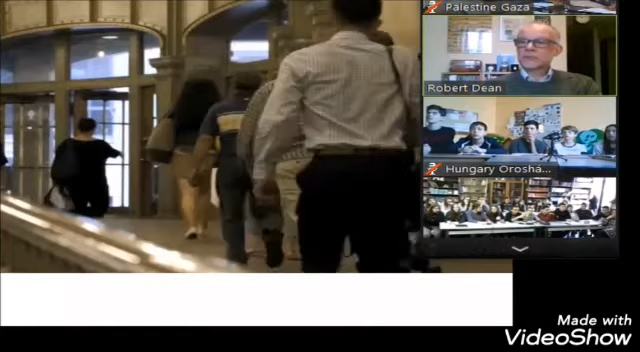 Palestine Gaza
Robert Dean
Hungary Orosha...
Made with
VideoShow